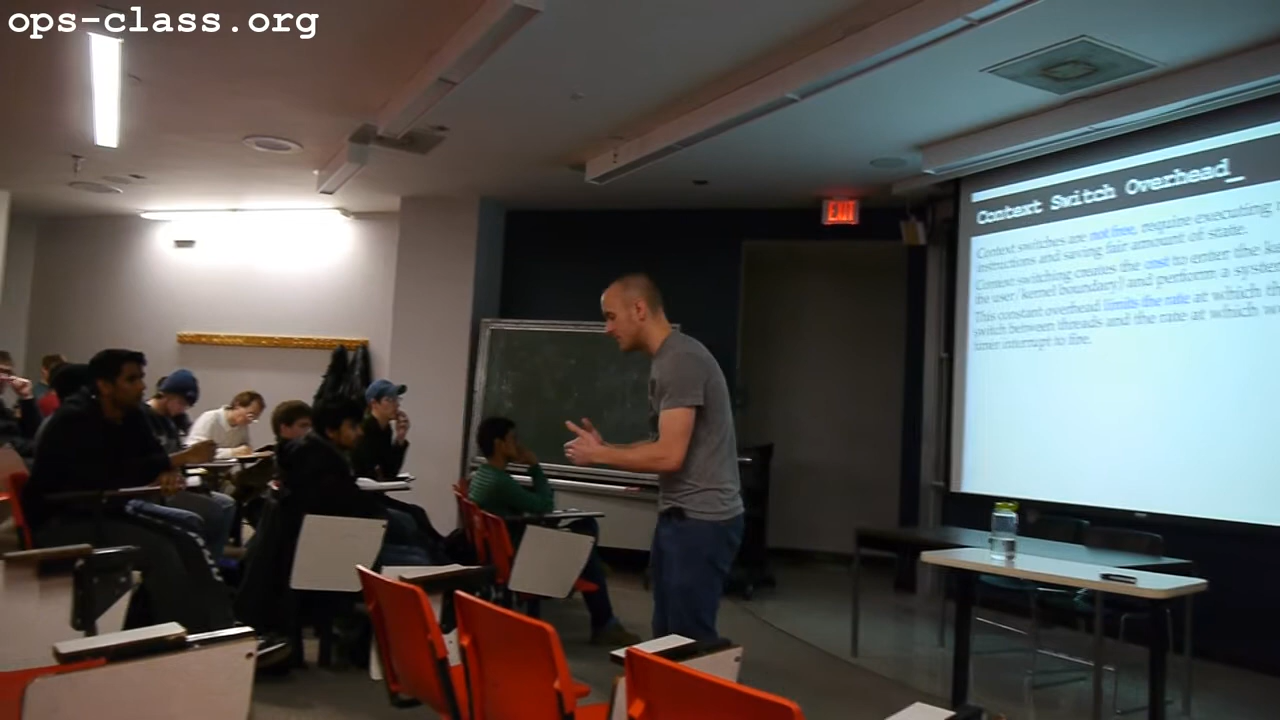 ops-class.org
EXIT
Context Switch Overhead_
Context switches are not free, require executing
instructions and saving fair amount of state.
Context switching creates the cost to enter the
the user/kernel boundary) and perform a system
This constant overhead limits the rate at which
switch between threads and the rate at which
timer interrupt to fire.